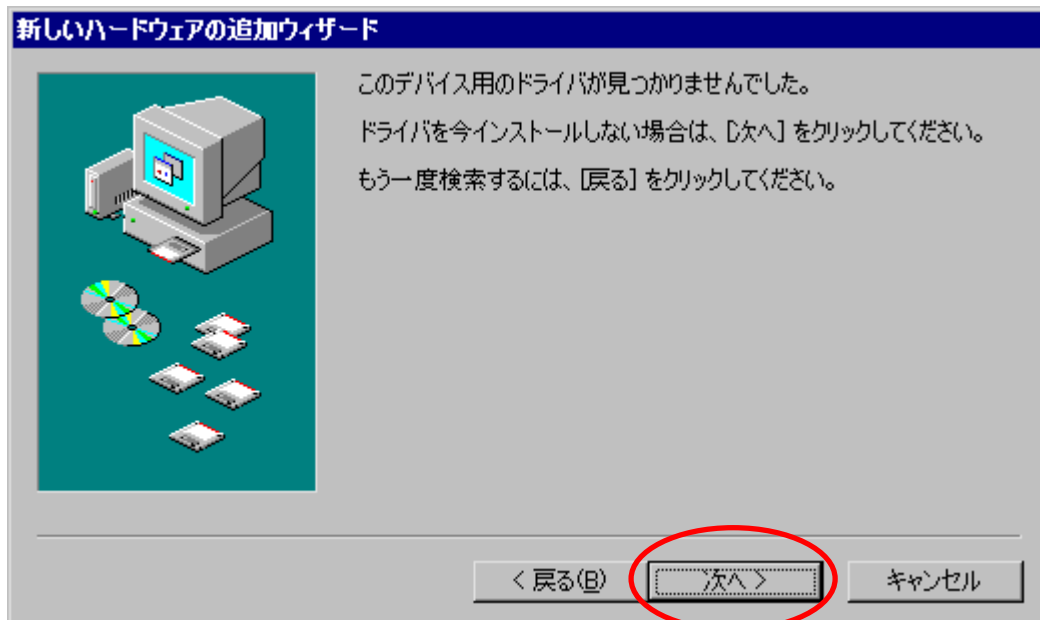 新しいハードウェアの追加ウィザード
このデバイス用のドライバが見つかりませんでした。
ドライバを今インストールしない場合は、[次へ] をクリックしてください。
もう一度検索するには、[戻る] をクリックしてください。
< 戻る(B) 次へ > キャンセル